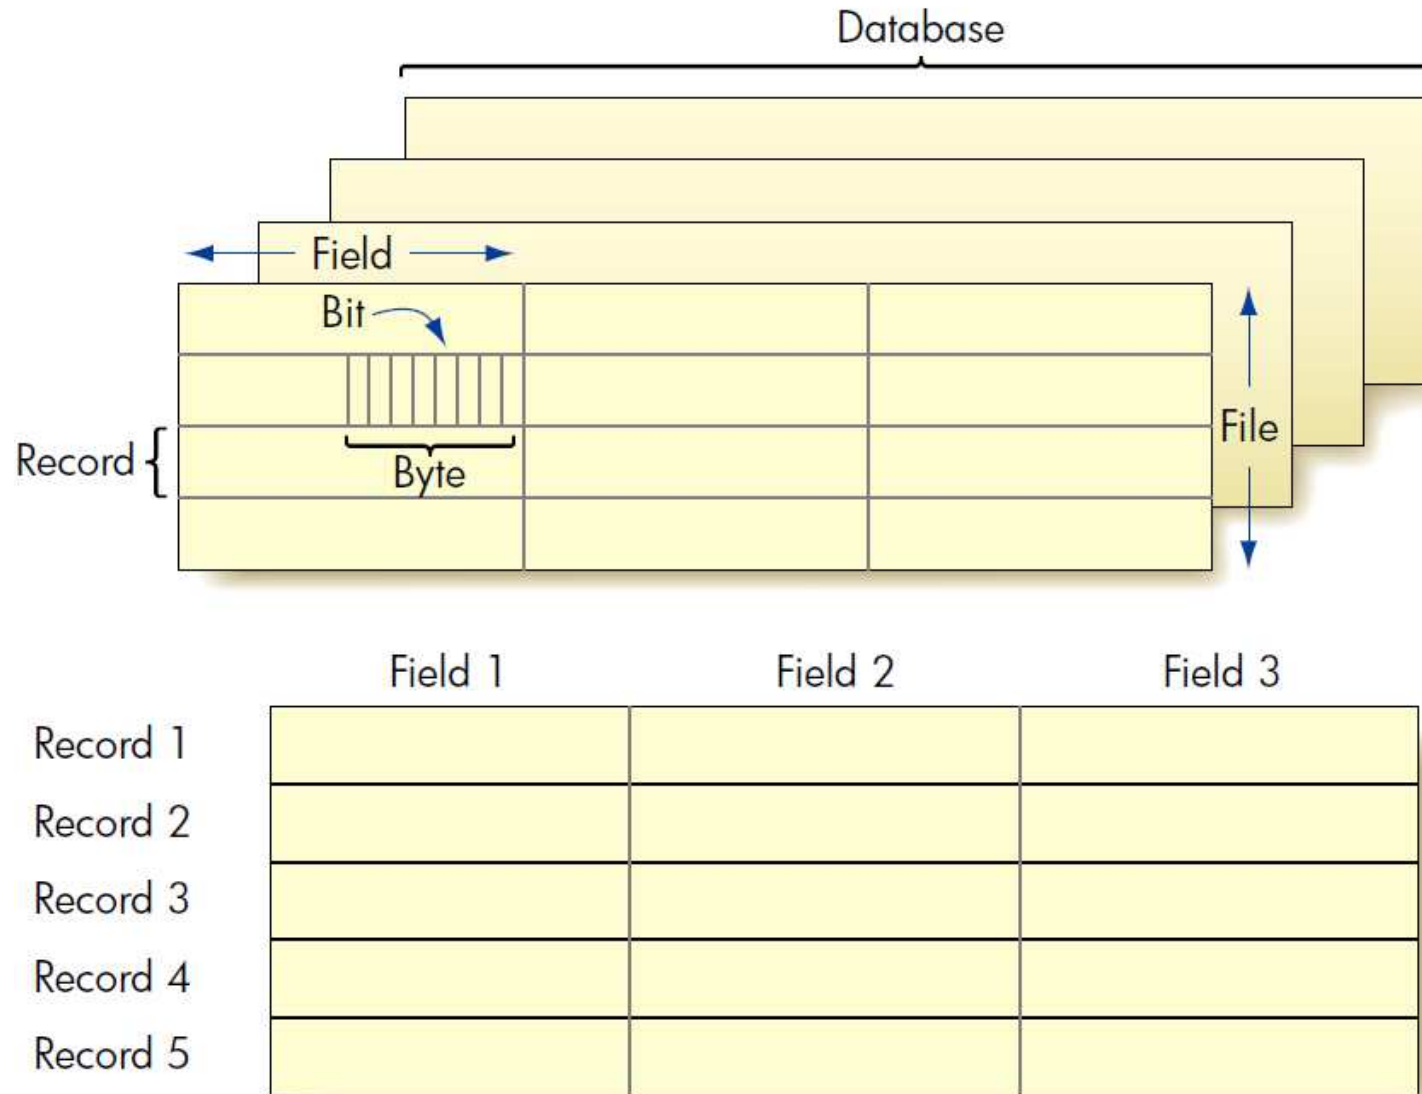 Database
Field
Bit
File
Record
Byte
Field 1 Field 2 Field 3
Record 1
Record 2
Record 3
Record 4
Record 5